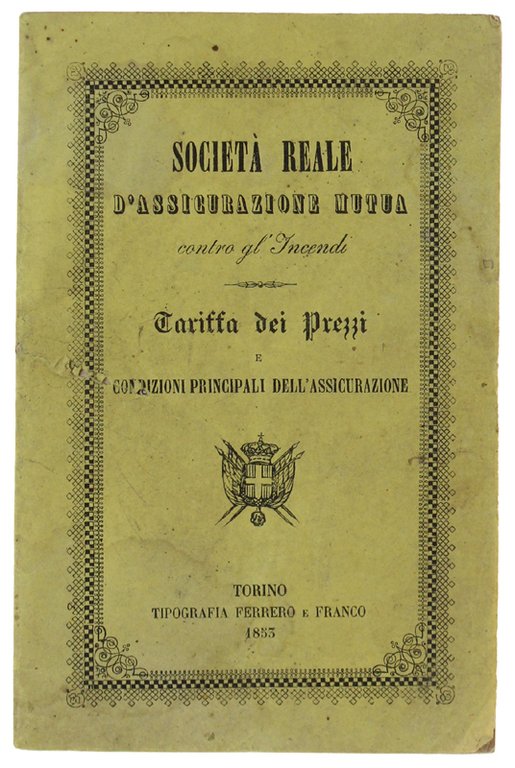 SOCIETÀ REALE
D'ASSICURAZIONE MUTUA
contro gl'Incendi
Tariffa dei Prezzi
E
CONDIZIONI PRINCIPALI DELL'ASSICURAZIONE
TORINO
TIPOGRAFIA FERRERO E FRANCO
1853